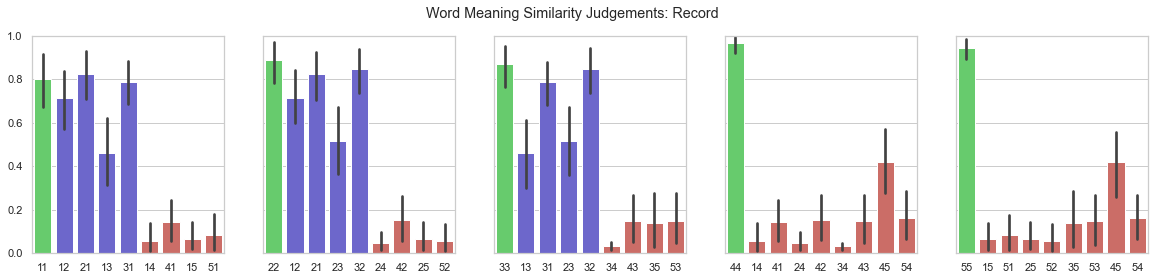 Word Meaning Similarity Judgements: Record
1.0
0.8
0.6
0.4
0.2
0.0
11 12 21 13 31 14 41 15 51
22 12 21 23 32 24 42 25 52
33 13 31 23 32 34 43 35 53
44 14 41 24 42 34 43 45 54
55 15 51 25 52 35 53 45 54